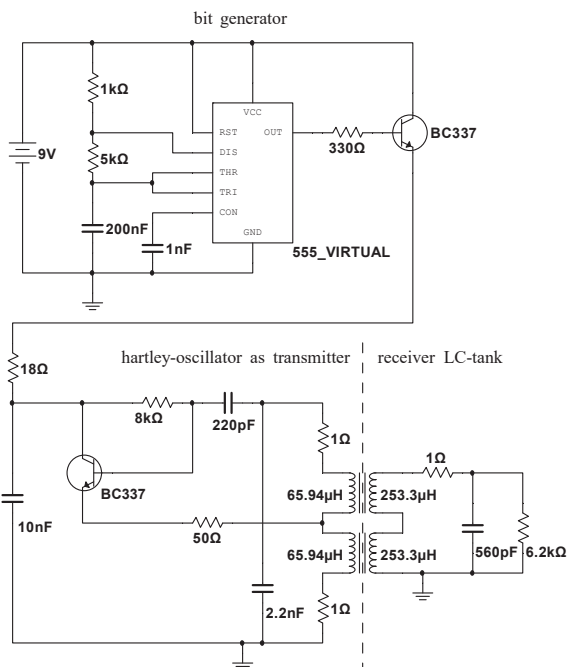 bit generator
1kΩ
5kΩ
200nF
1nF
9V
VCC
RST
OUT
DIS
THR
TRI
CON
GND
555_VIRTUAL
330Ω
BC337
18Ω
hartley-oscillator as transmitter
receiver LC-tank
8kΩ
220pF
1Ω
1Ω
BC337
65.94μH
253.3μH
10nF
50Ω
65.94μH
253.3μH
560pF
6.2kΩ
2.2nF
1Ω